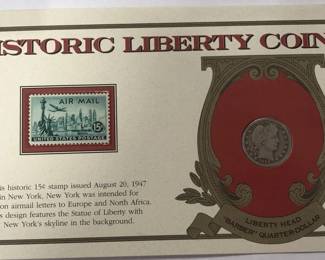 HISTORIC LIBERTY COIN
AIR MAIL
15¢
UNITED STATES POSTAGE
is historic 15¢ stamp issued August 20, 1947
in New York, New York was intended for
on airmail letters to Europe and North Africa.
s design features the Statue of Liberty with
New York's skyline in the background.
LIBERTY HEAD
"BARBER" QUARTER-DOLLAR